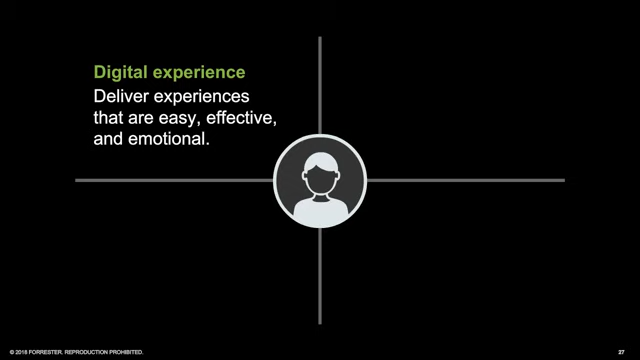 Digital experience
Deliver experiences
that are easy, effective,
and emotional.
© 2018 FORRESTER. REPRODUCTION PROHIBITED.
27